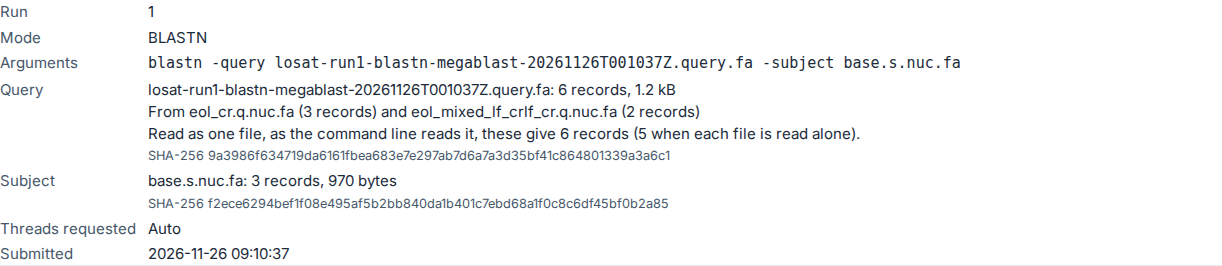 Run 1
Mode BLASTN
Arguments blastn -query losat-run1-blastn-megablast-20261126T001037Z.query.fa -subject base.s.nuc.fa
Query losat-run1-blastn-megablast-20261126T001037Z.query.fa: 6 records, 1.2 kB
From eol_cr.q.nuc.fa (3 records) and eol_mixed_lf_crlf_cr.q.nuc.fa (2 records)
Read as one file, as the command line reads it, these give 6 records (5 when each file is read alone).
SHA-256 9a3986f634719da6161fbea683e7e297ab7d6a7a3d35bf41c864801339a3a6c1
Subject base.s.nuc.fa: 3 records, 970 bytes
SHA-256 f2ece6294bef1f08e495af5b2bb840da1b401c7ebd68a1f0c8c6df45bf0b2a85
Threads requested Auto
Submitted 2026-11-26 09:10:37